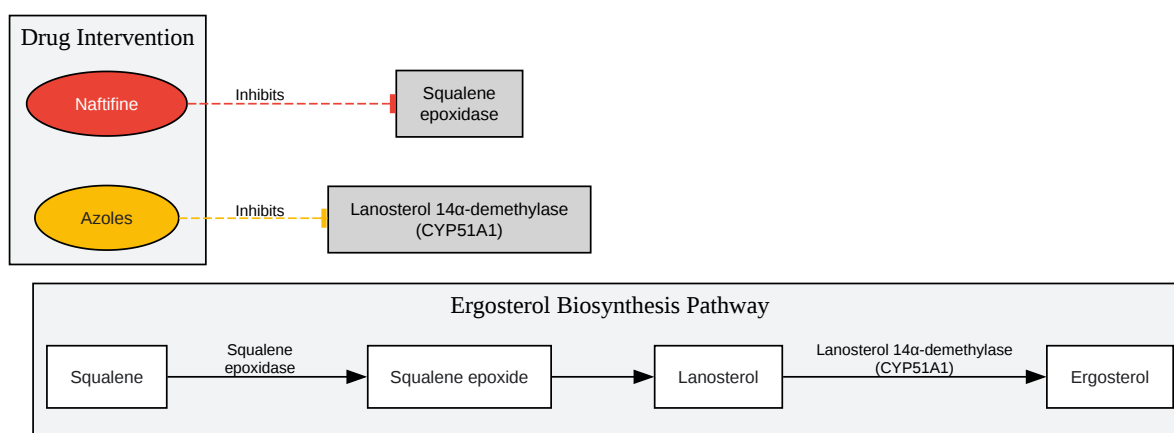 Drug Intervention
Naftifine
Inhibits
Squalene
epoxidase
Azoles
Inhibits
Lanosterol 14α-demethylase
(CYP51A1)
Ergosterol Biosynthesis Pathway
Squalene
Squalene
epoxidase
Squalene epoxide
Lanosterol
Lanosterol 14α-demethylase
(CYP51A1)
Ergosterol